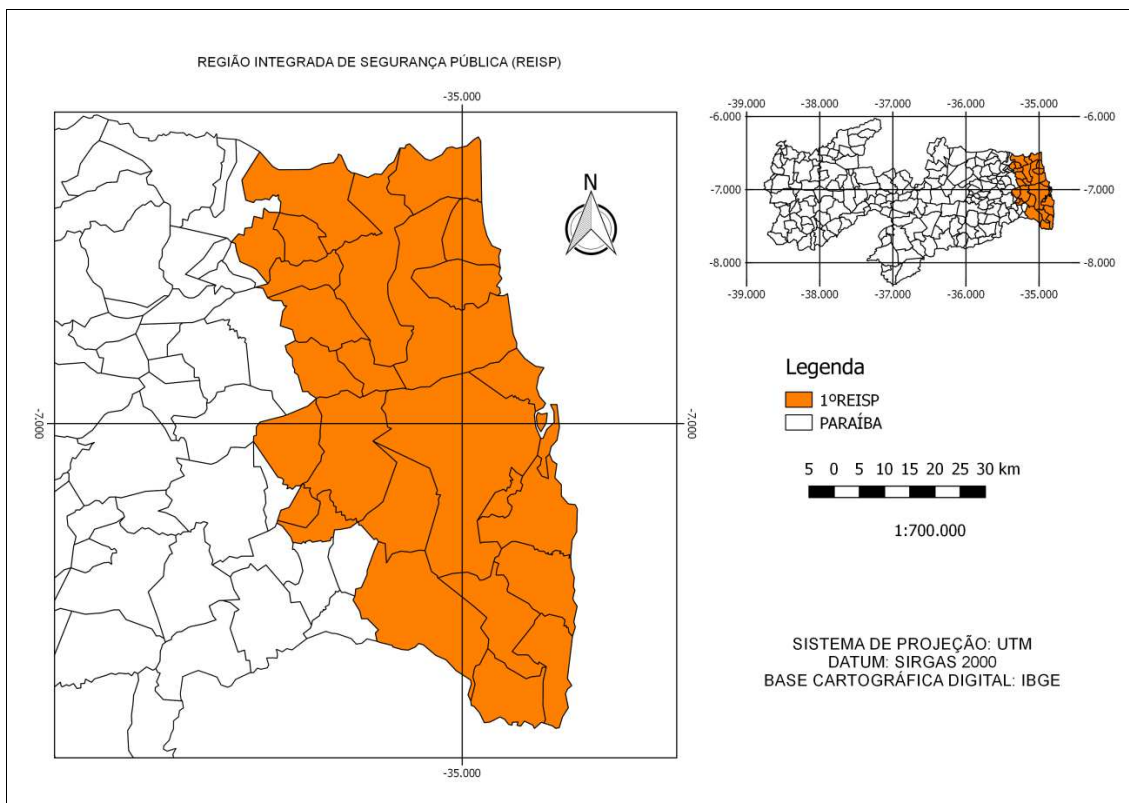 REGIÃO INTEGRADA DE SEGURANÇA PÚBLICA (REISP)
-35.000
-7.000
-7.000
-35.000
N
-39.000 -38.000 -37.000 -36.000 -35.000
-6.000 -6.000
-7.000 -7.000
-8.000 -8.000
-39.000 -38.000 -37.000 -36.000 -35.000
Legenda
1ºREISP
PARAÍBA
5 0 5 10 15 20 25 30 km
1:700.000
SISTEMA DE PROJEÇÃO: UTM
DATUM: SIRGAS 2000
BASE CARTOGRÁFICA DIGITAL: IBGE